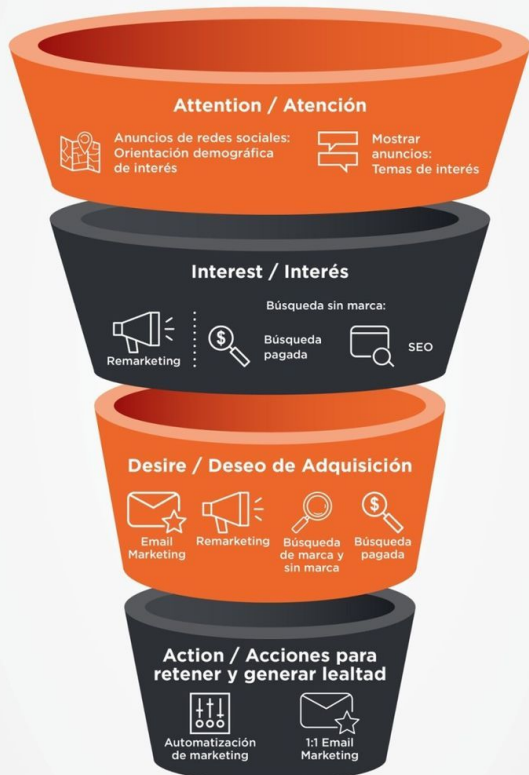 Attention / Atención
Anuncios de redes sociales:
Orientación demográfica
de interés
Mostrar
anuncios:
Temas de interés
Interest / Interés
Remarketing
Búsqueda sin marca:
$
Búsqueda
pagada
SEO
Desire / Deseo de Adquisición
Email
Marketing
Remarketing
Búsqueda
de marca y
sin marca
$
Búsqueda
pagada
Action / Acciones para
retener y generar lealtad
Automatización
de marketing
1:1 Email
Marketing